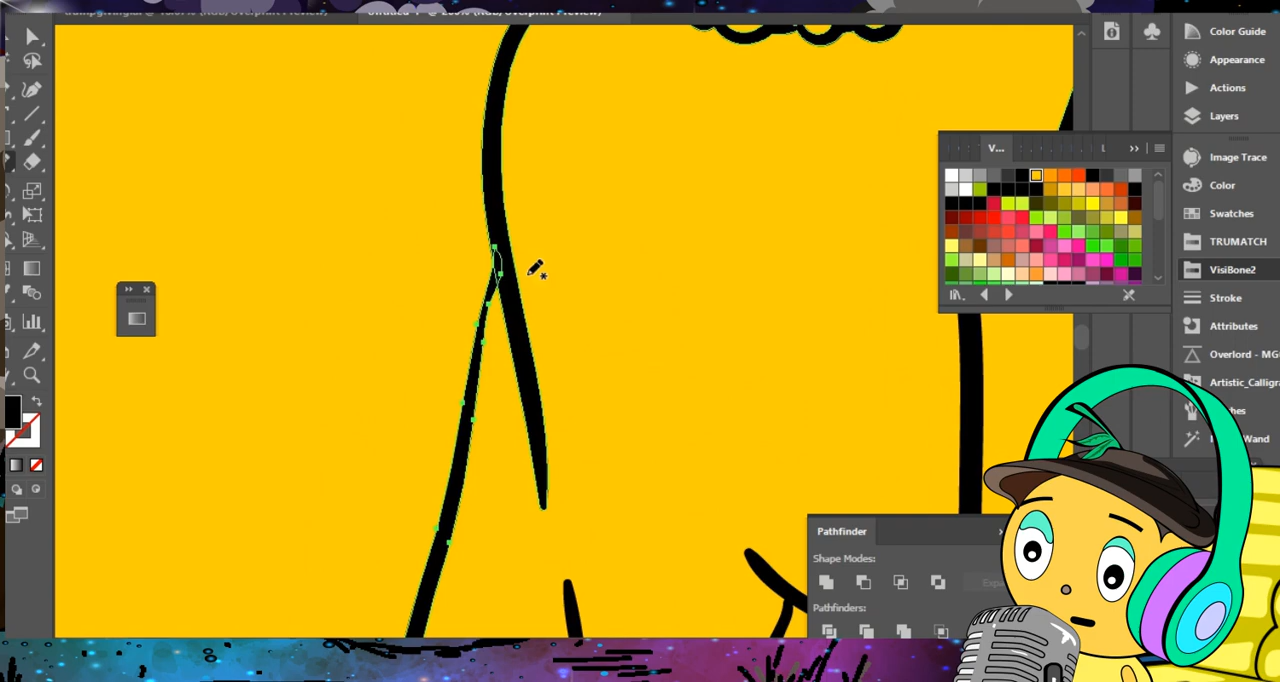 Color Guide
Appearance
Actions
Layers
V...
Image Trace
Color
Swatches
TRUMATCH
VisiBone2
Stroke
Attributes
Overlord - MG
Artistic_Calligra
Pathfinder
Shape Modes:
Expa
Pathfinders:
Wand